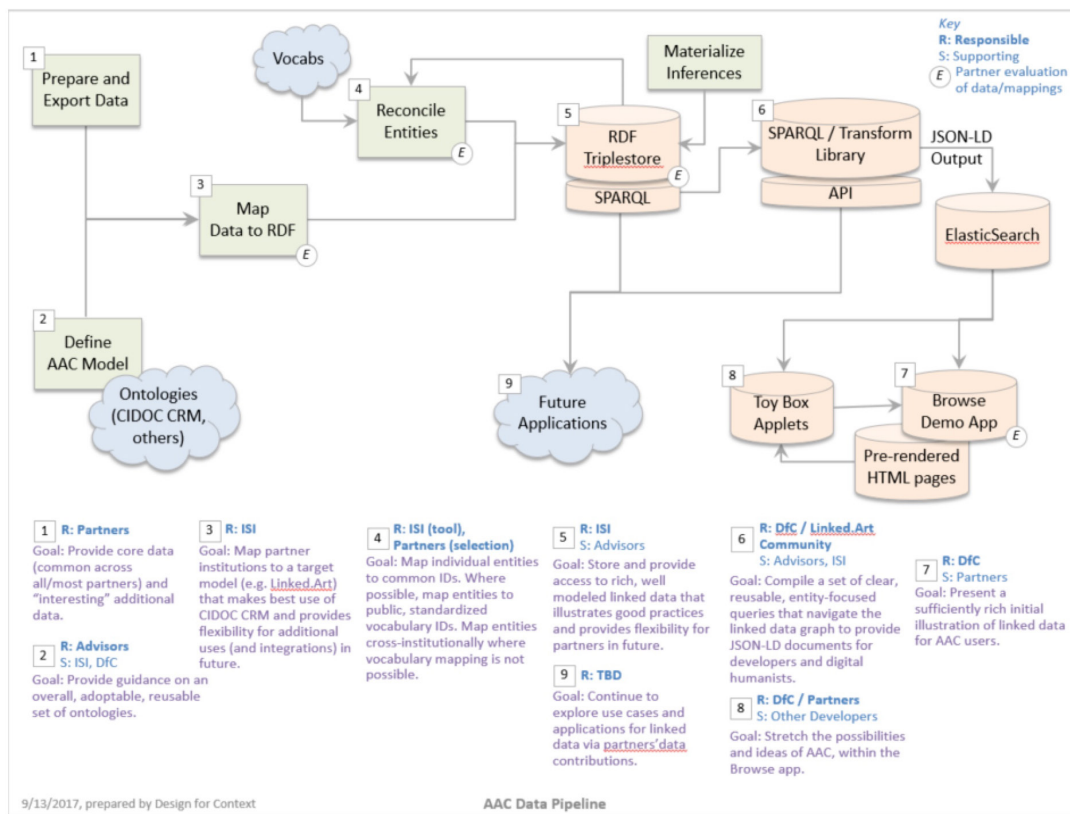 Key
R: Responsible
S: Supporting
E Partner evaluation
of data/mappings
1
Prepare and
Export Data
Vocabs
4
Reconcile
Entities
E
Materialize
Inferences
5
RDF
Triplestore
E
SPARQL
6
SPARQL / Transform
Library
API
JSON-LD
Output
ElasticSearch
3
Map
Data to RDF
E
2
Define
AAC Model
Ontologies
(CIDOC CRM,
others)
9
Future
Applications
8
Toy Box
Applets
7
Browse
Demo App
E
Pre-rendered
HTML pages
1
R: Partners
Goal: Provide core data
(common across
all/most partners) and
“interesting” additional
data.
2
R: Advisors
S: ISI, DfC
Goal: Provide guidance on an
overall, adoptable, reusable
set of ontologies.
3
R: ISI
Goal: Map partner
institutions to a target
model (e.g. Linked.Art)
that makes best use of
CIDOC CRM and provides
flexibility for additional
uses (and integrations) in
future.
4
R: ISI (tool),
Partners (selection)
Goal: Map individual entities
to common IDs. Where
possible, map entities to
public, standardized
vocabulary IDs. Map entities
cross-institutionally where
vocabulary mapping is not
possible.
5
R: ISI
S: Advisors
Goal: Store and provide
access to rich, well
modeled linked data that
illustrates good practices
and provides flexibility for
partners in future.
9
R: TBD
Goal: Continue to
explore use cases and
applications for linked
data via partners’data
contributions.
6
R: DfC / Linked.Art
Community
S: Advisors, ISI
Goal: Compile a set of clear,
reusable, entity-focused
queries that navigate the
linked data graph to provide
JSON-LD documents for
developers and digital
humanists.
8
R: DfC / Partners
S: Other Developers
Goal: Stretch the possibilities
and ideas of AAC, within the
Browse app.
7
R: DfC
S: Partners
Goal: Present a
sufficiently rich initial
illustration of linked data
for AAC users.
9/13/2017, prepared by Design for Context
AAC Data Pipeline